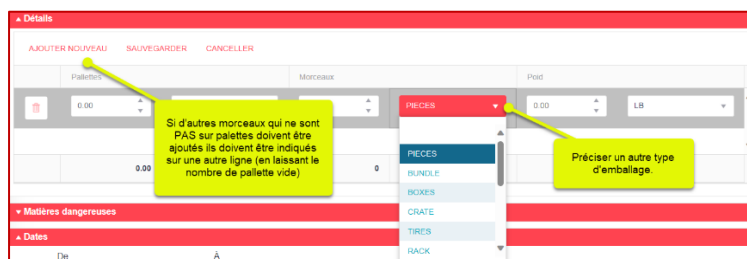 Détails
AJOUTER NOUVEAU SAUVEGARDER CANCELLER
Pallettes Morceaux Poid
0.00 PIECES 0.00 LB
Si d'autres morceaux qui ne sont
PAS sur palettes doivent être
ajoutés ils doivent être indiqués
sur une autre ligne (en laissant le
nombre de pallette vide)
Préciser un autre type
d'emballage.
0.00 0
PIECES
BUNDLE
BOXES
CRATE
TIRES
RACK
Matières dangereuses
Dates
De À